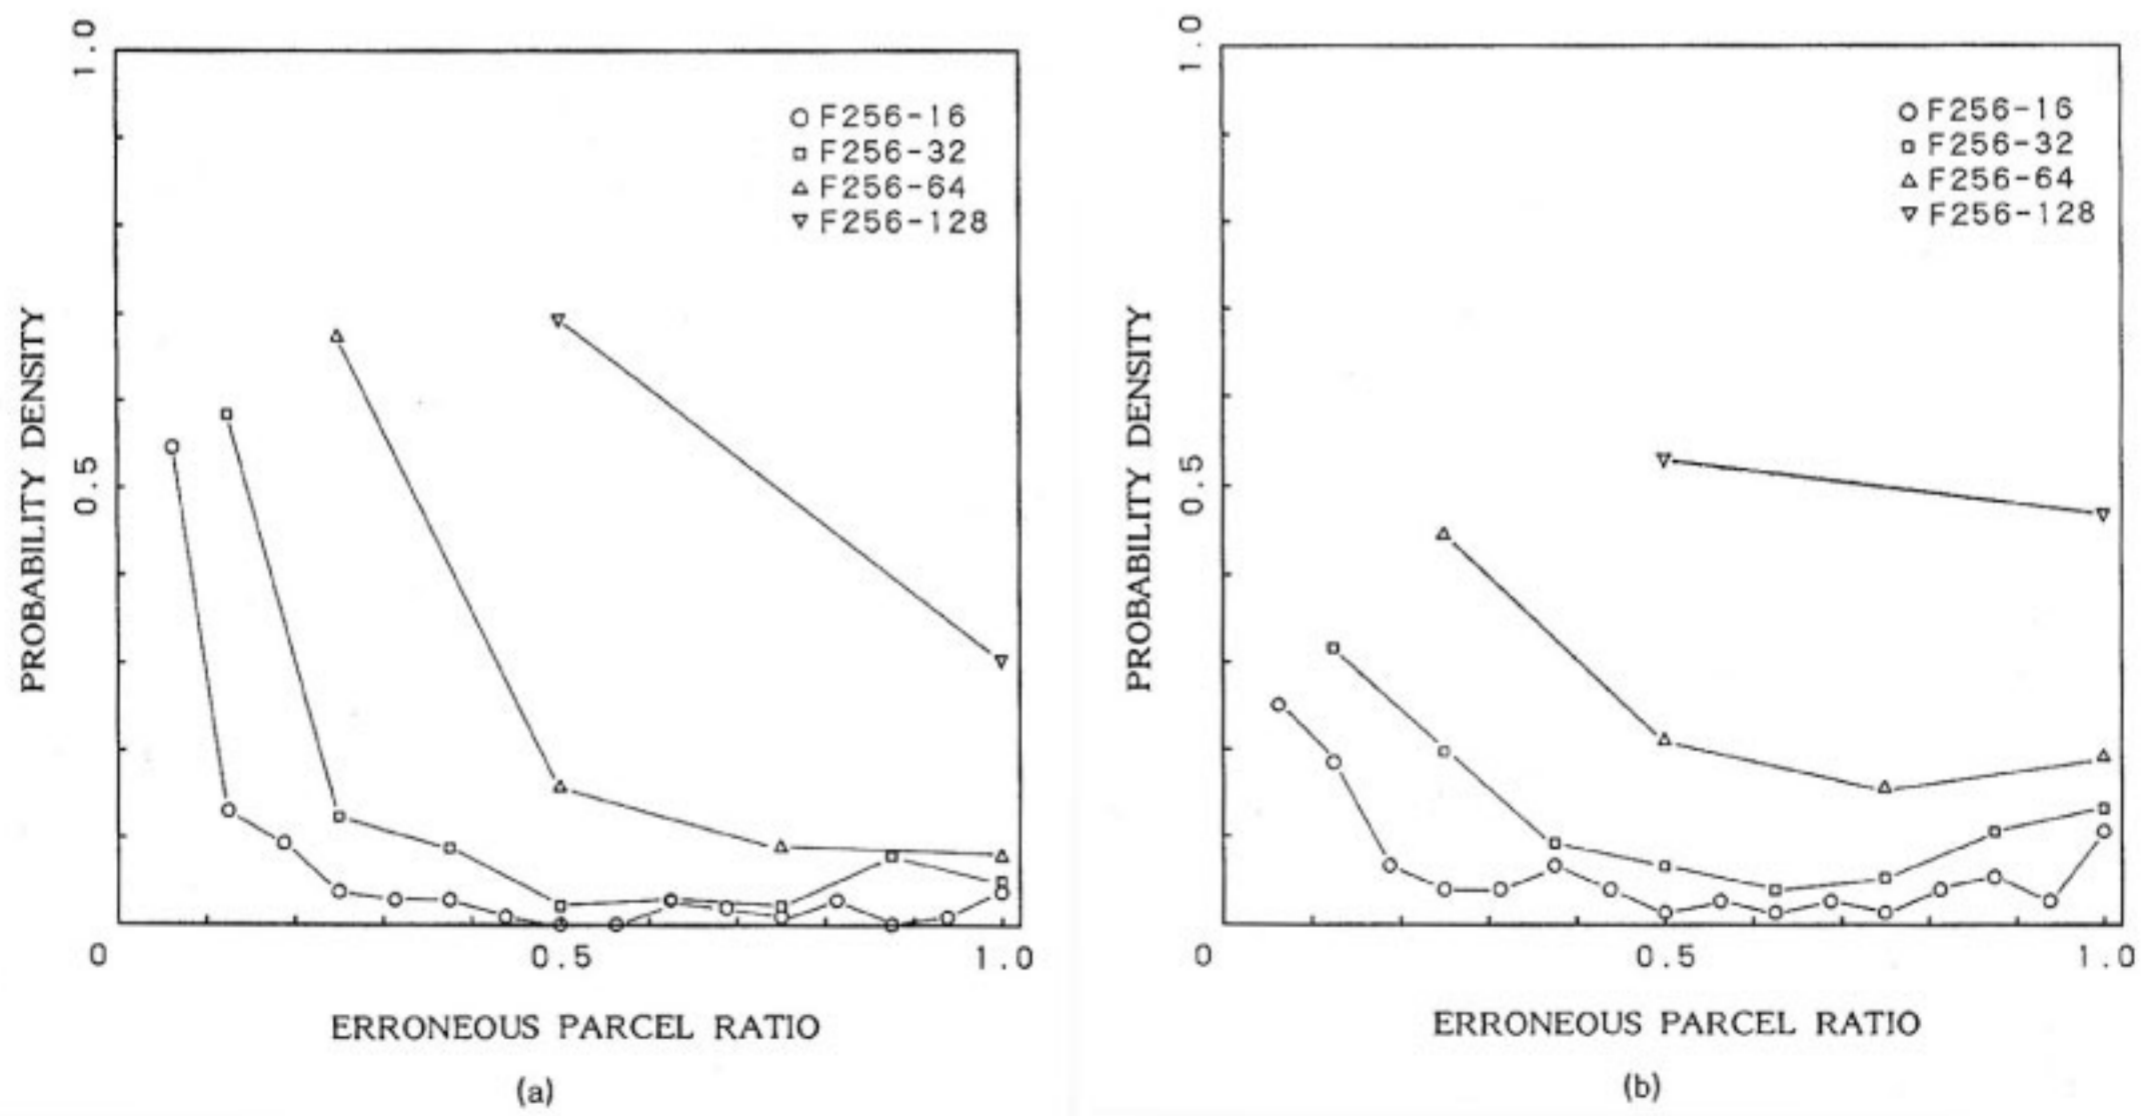 1.0
F256-16
F256-32
F256-64
F256-128
0.5
PROBABILITY DENSITY
0 0.5 1.0
ERRONEOUS PARCEL RATIO
(a)
1.0
F256-16
F256-32
F256-64
F256-128
0.5
PROBABILITY DENSITY
0 0.5 1.0
ERRONEOUS PARCEL RATIO
(b)